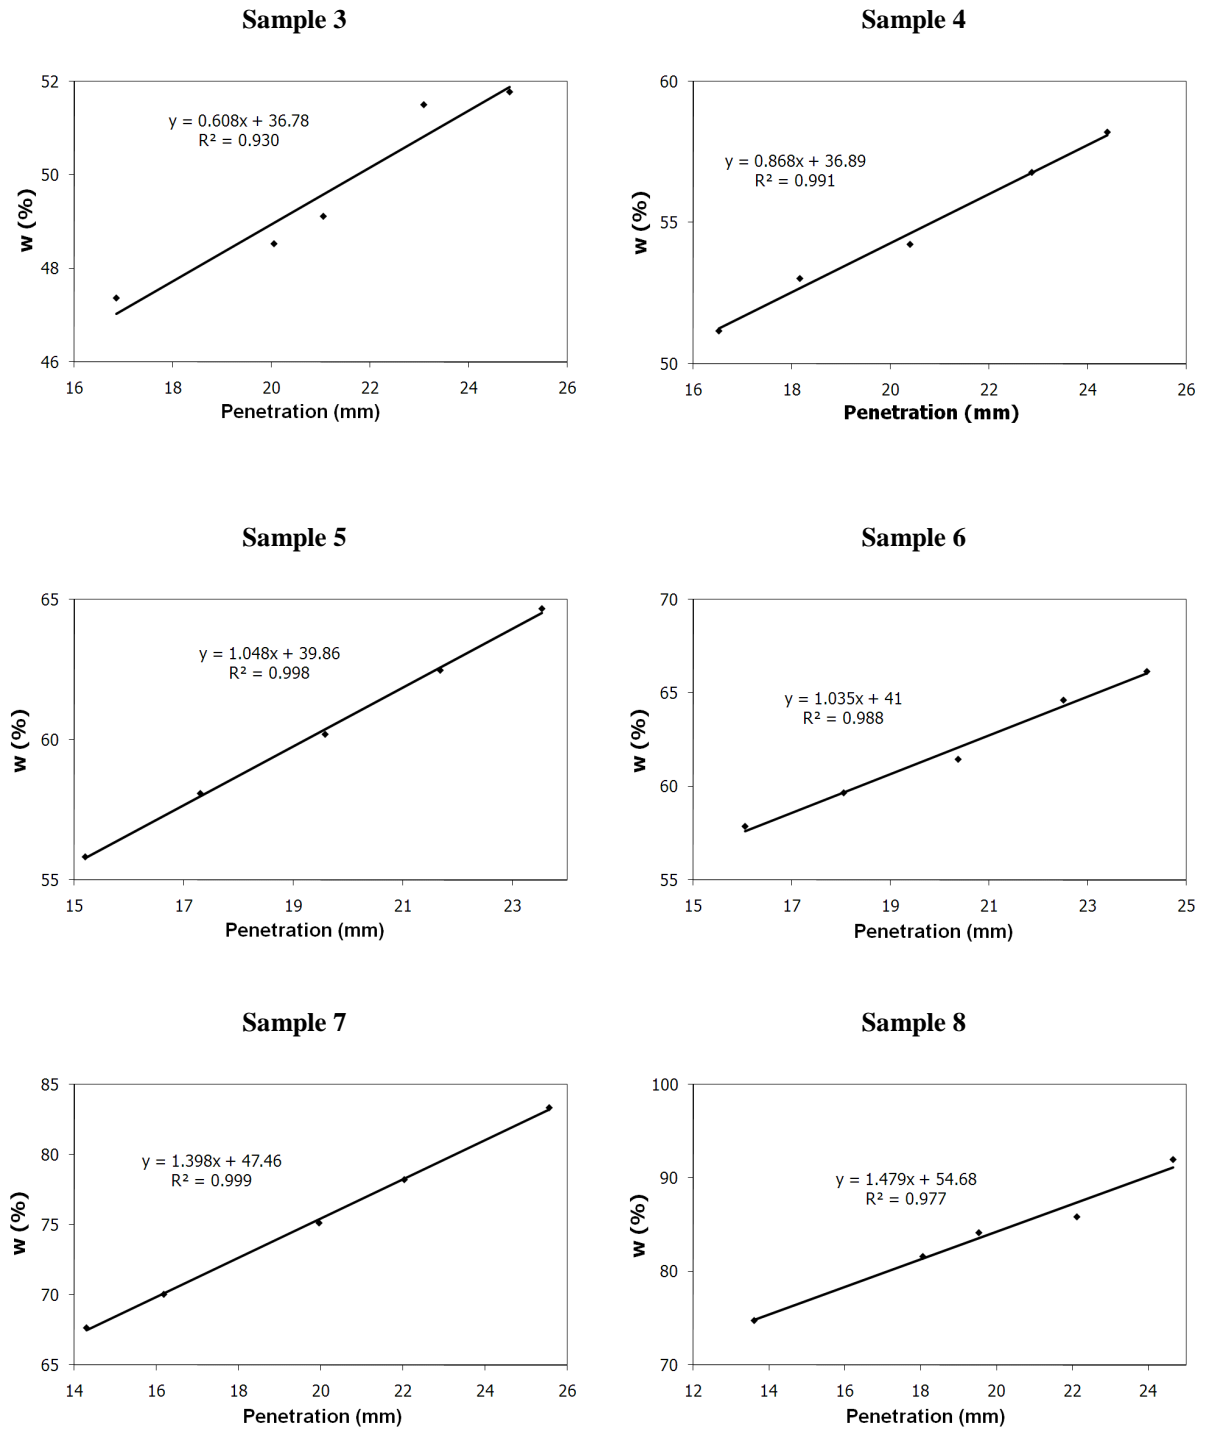 Sample 3
y = 0.608x + 36.78
R² = 0.930
52
50
48
46
w (%)
16 18 20 22 24 26
Penetration (mm)
Sample 4
y = 0.868x + 36.89
R² = 0.991
60
55
50
w (%)
16 18 20 22 24 26
Penetration (mm)
Sample 5
y = 1.048x + 39.86
R² = 0.998
65
60
55
w (%)
15 17 19 21 23
Penetration (mm)
Sample 6
y = 1.035x + 41
R² = 0.988
70
65
60
55
w (%)
15 17 19 21 23 25
Penetration (mm)
Sample 7
y = 1.398x + 47.46
R² = 0.999
85
80
75
70
65
w (%)
14 16 18 20 22 24 26
Penetration (mm)
Sample 8
y = 1.479x + 54.68
R² = 0.977
100
90
80
70
w (%)
12 14 16 18 20 22 24
Penetration (mm)